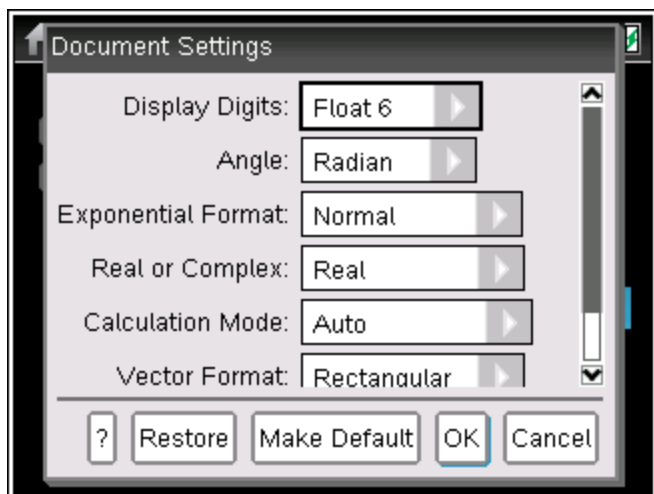 Document Settings
Display Digits: Float 6
Angle: Radian
Exponential Format: Normal
Real or Complex: Real
Calculation Mode: Auto
Vector Format: Rectangular
? Restore Make Default OK Cancel